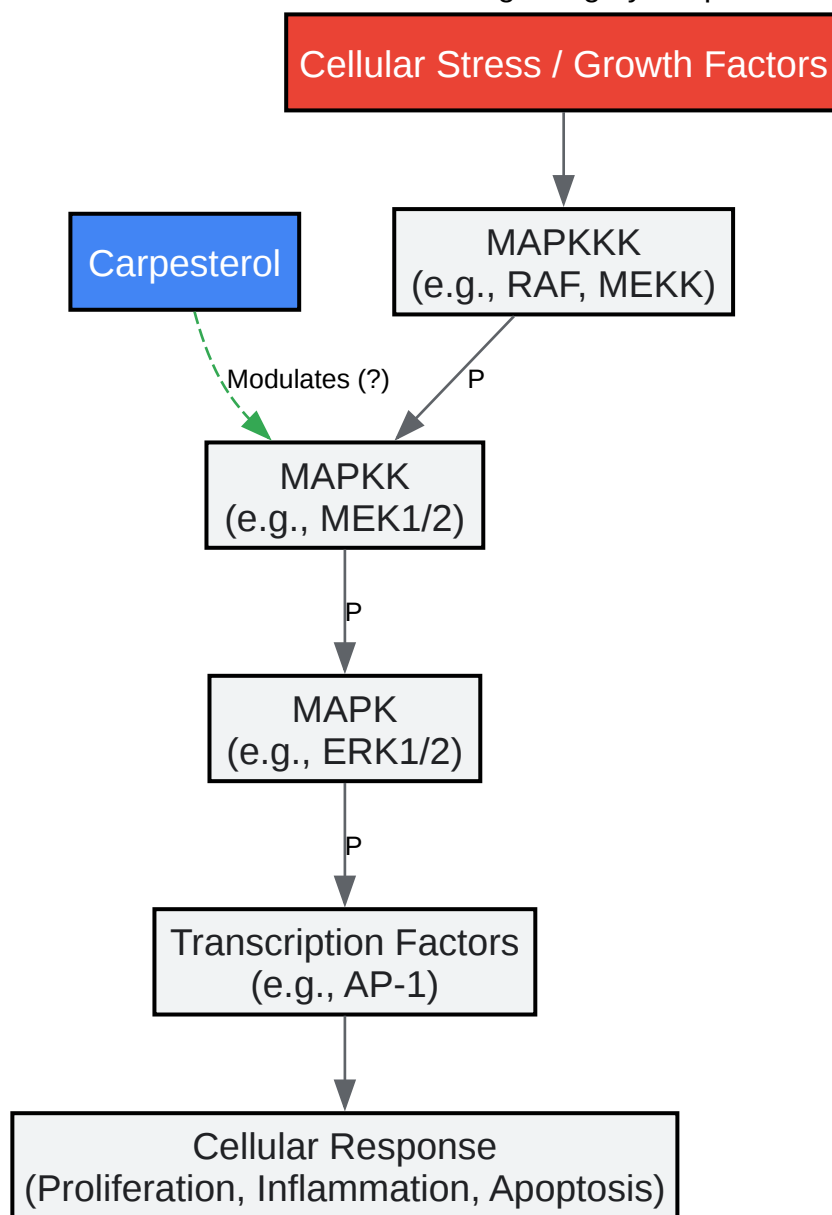 Cellular Stress / Growth Factors
Carpesterol
MAPKKK
(e.g., RAF, MEKK)
Modulates (?)
P
MAPKK
(e.g., MEK1/2)
P
MAPK
(e.g., ERK1/2)
P
Transcription Factors
(e.g., AP-1)
Cellular Response
(Proliferation, Inflammation, Apoptosis)